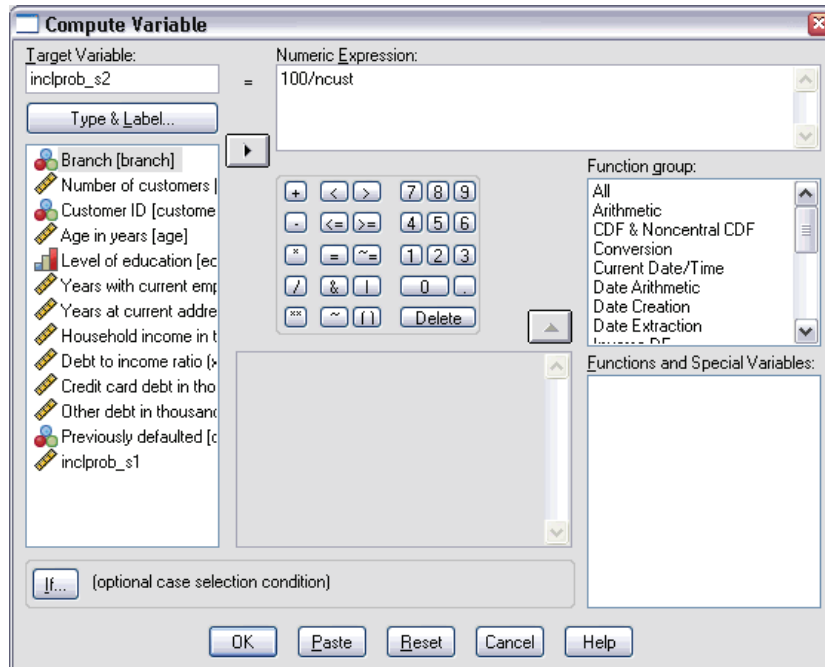 Compute Variable
Target Variable:
inclprob_s2
=
Numeric Expression:
100/ncust
Type & Label...
Branch [branch]
Number of customers [
Customer ID [custome
Age in years [age]
Level of education [ec
Years with current emp
Years at current addre
Household income in t
Debt to income ratio (x
Credit card debt in tho
Other debt in thousand
Previously defaulted [c
inclprob_s1
+ < > 7 8 9
- <= >= 4 5 6
* = ~= 1 2 3
/ & | 0 .
** ~ ( ) Delete
Function group:
All
Arithmetic
CDF & Noncentral CDF
Conversion
Current Date/Time
Date Arithmetic
Date Creation
Date Extraction
Inverse DF
Functions and Special Variables:
If... (optional case selection condition)
OK Paste Reset Cancel Help